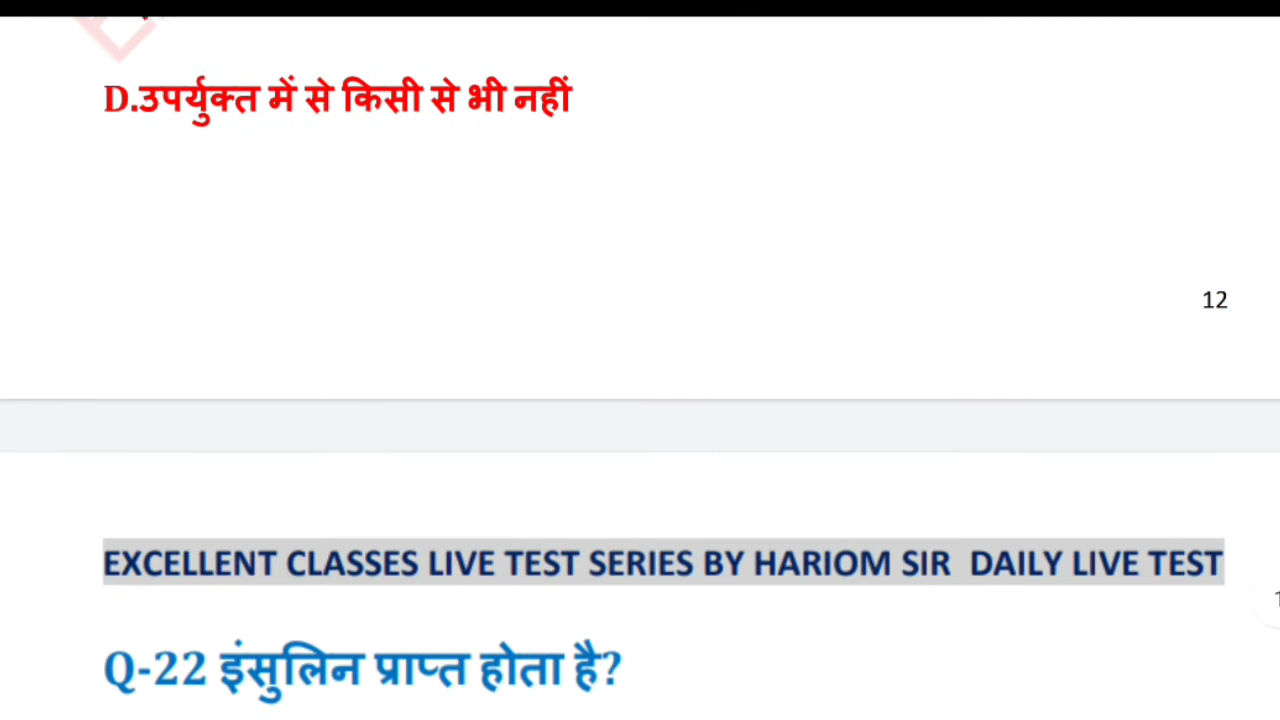 D.उपर्युक्त में से किसी से भी नहीं
12
EXCELLENT CLASSES LIVE TEST SERIES BY HARIOM SIR DAILY LIVE TEST
Q-22 इंसुलिन प्राप्त होता है?